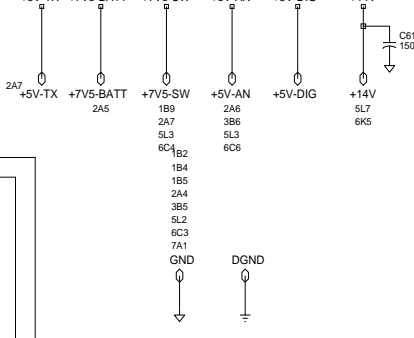 C61
150
2A7
+5V-TX +7V5-BATT +7V5-SW +5V-AN +5V-DIG +14V
2A5 1B9 2A6 5L7
2A7 3B6 6K5
5L3 5L3
6C4 6C6
1B2
1B4
1B5
2A4
3B5
5L2
6C3
7A1
GND DGND